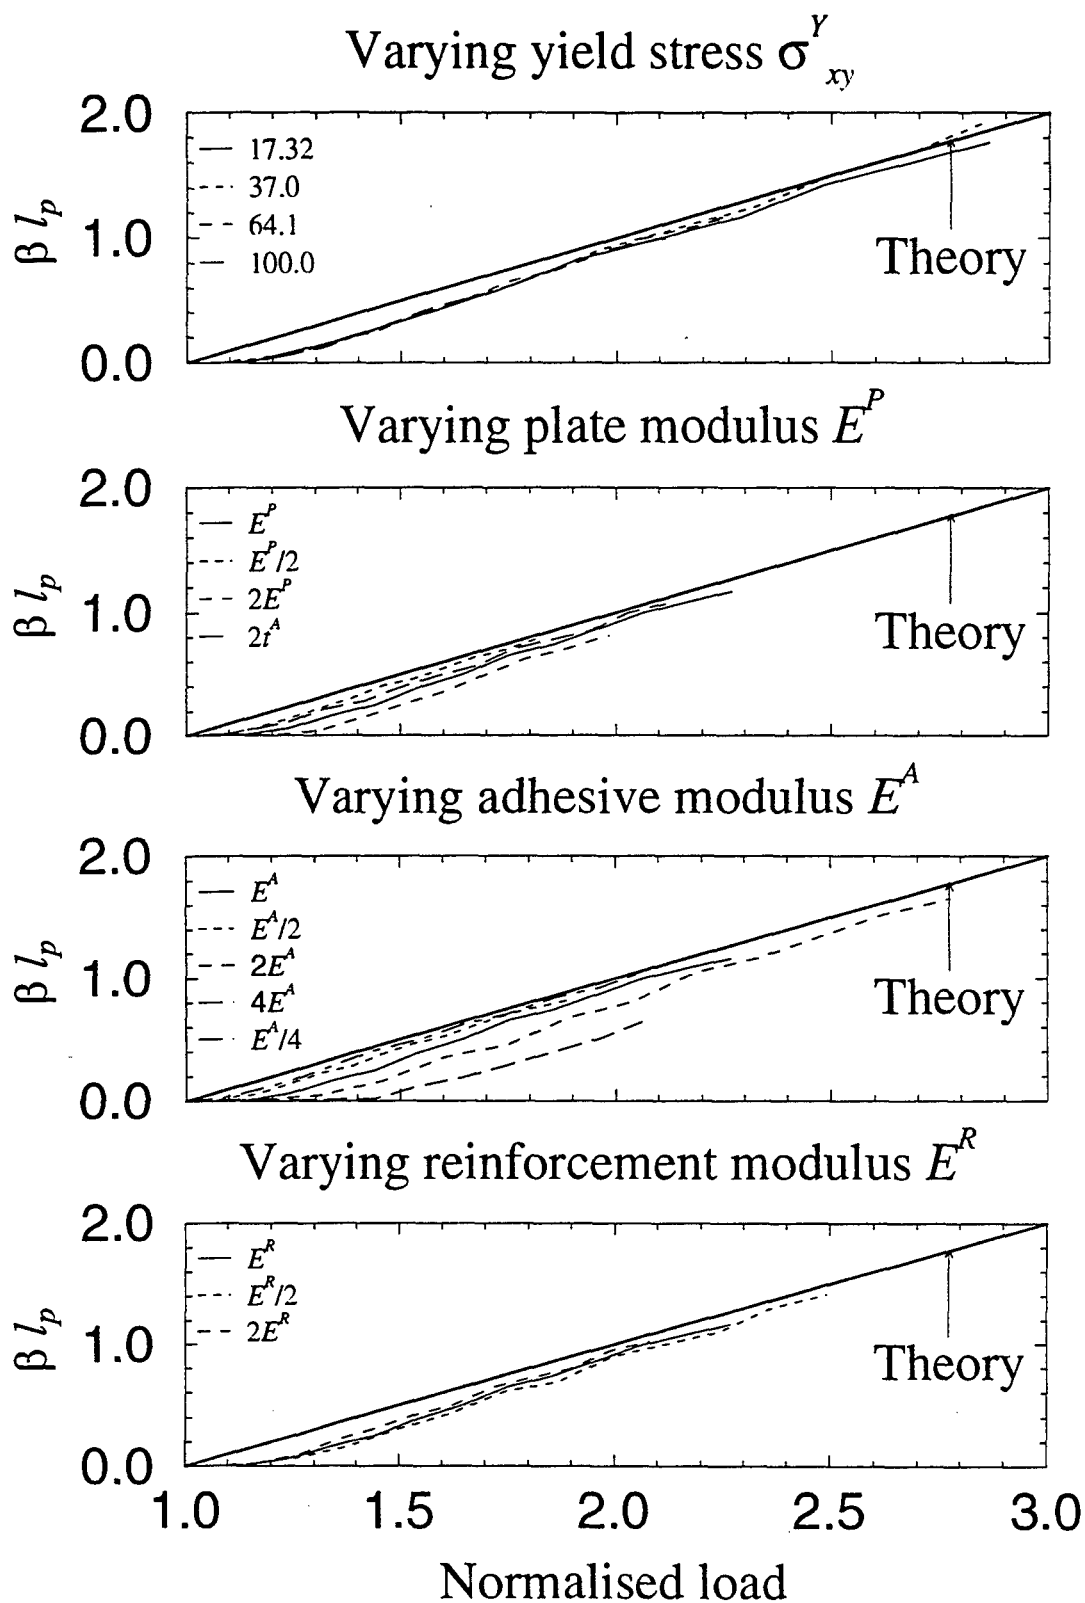 Varying yield stress σ^Y_xy
2.0
17.32
37.0
64.1
100.0
β l_p
1.0
Theory
0.0
Varying plate modulus E^P
2.0
E^P
E^P/2
2E^P
2t^A
β l_p
1.0
Theory
0.0
Varying adhesive modulus E^A
2.0
E^A
E^A/2
2E^A
4E^A
E^A/4
β l_p
1.0
Theory
0.0
Varying reinforcement modulus E^R
2.0
E^R
E^R/2
2E^R
β l_p
1.0
Theory
0.0
1.0 1.5 2.0 2.5 3.0
Normalised load